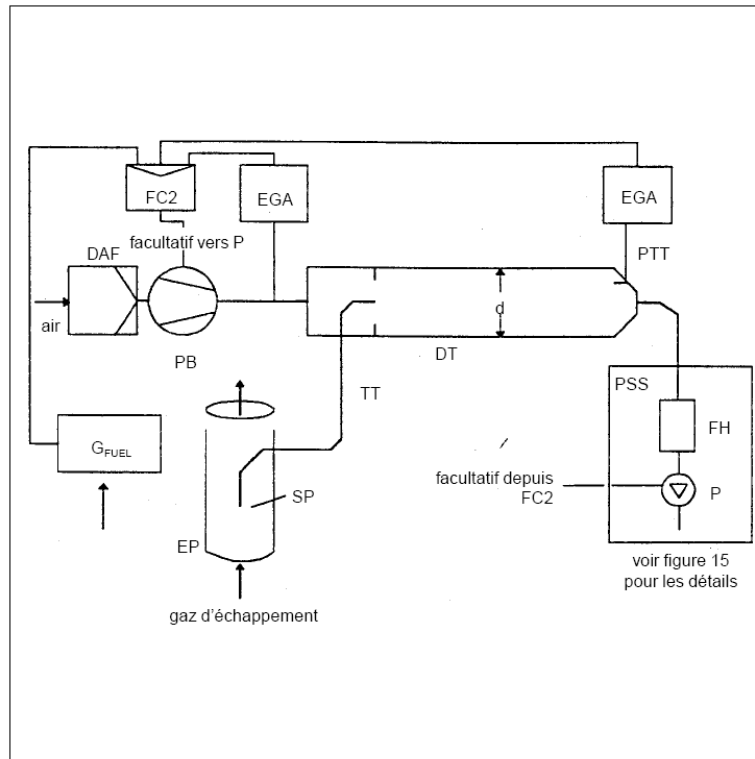 FC2
EGA
EGA
facultatif vers P
DAF
PTT
air
d
DT
PB
TT
PSS
FH
G_FUEL
SP
facultatif depuis
FC2
P
EP
voir figure 15
pour les détails
gaz d'échappement